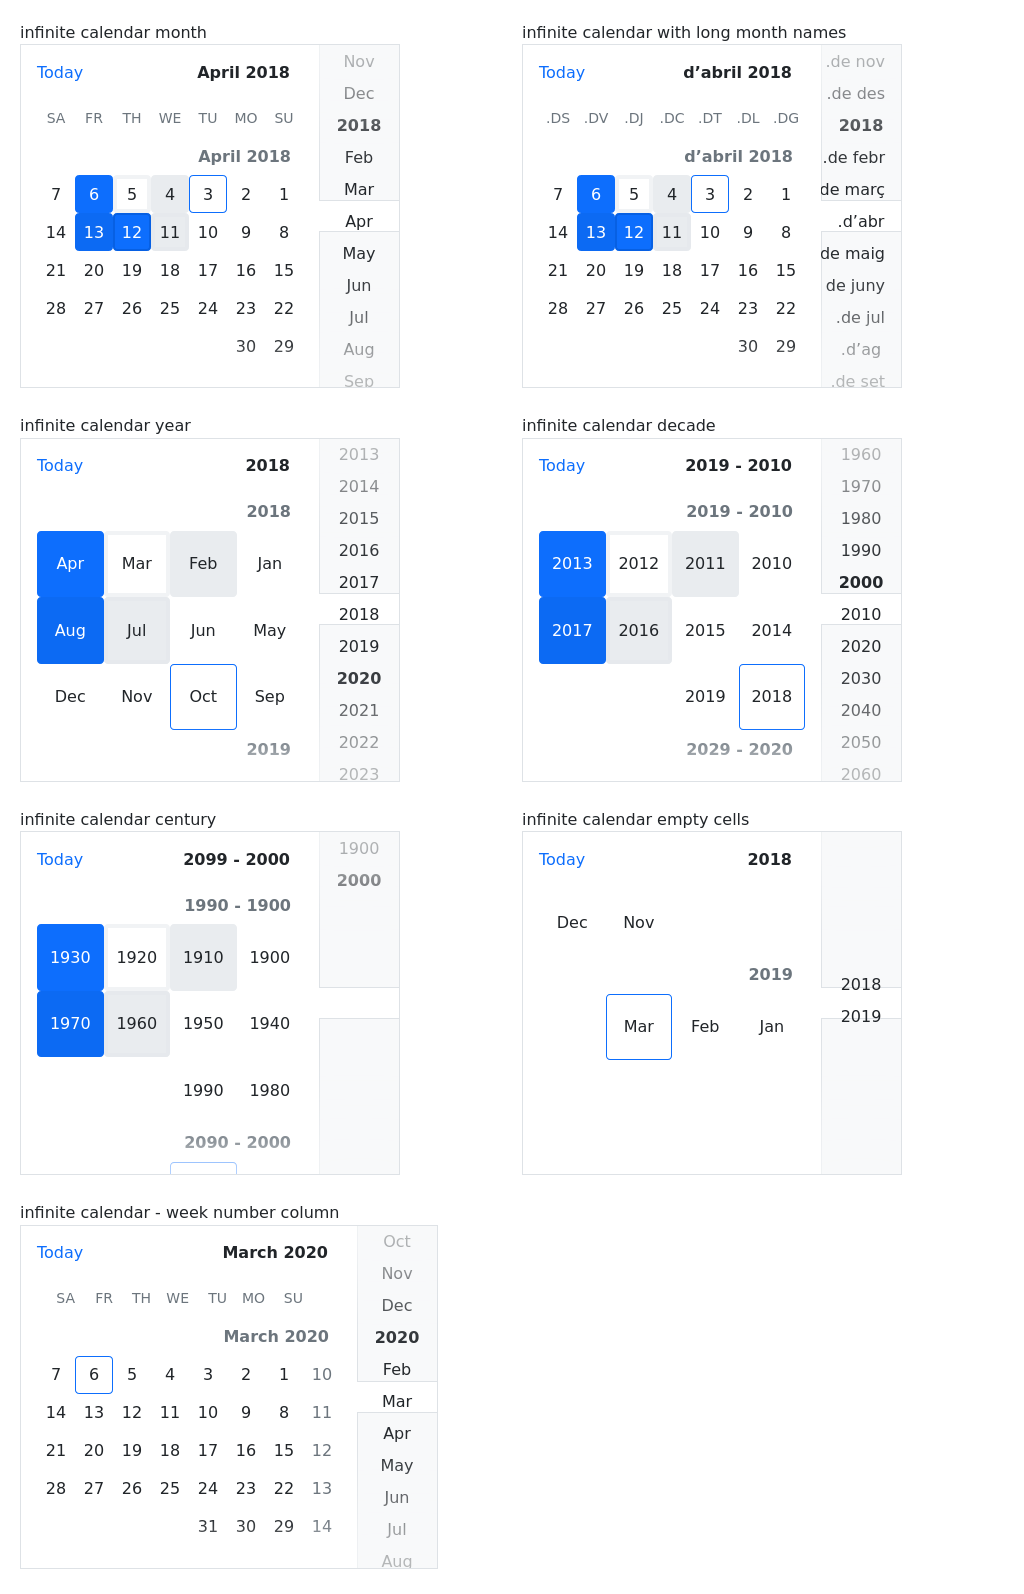 infinite calendar month
Today April 2018
SA FR TH WE TU MO SU
April 2018
7 6 5 4 3 2 1
14 13 12 11 10 9 8
21 20 19 18 17 16 15
28 27 26 25 24 23 22
30 29
Nov
Dec
2018
Feb
Mar
Apr
May
Jun
Jul
Aug
Sep
infinite calendar with long month names
Today d’abril 2018
.DS .DV .DJ .DC .DT .DL .DG
d’abril 2018
7 6 5 4 3 2 1
14 13 12 11 10 9 8
21 20 19 18 17 16 15
28 27 26 25 24 23 22
30 29
.de nov
.de des
2018
.de febr
de març
.d’abr
de maig
de juny
.de jul
.d’ag
.de set
infinite calendar year
Today 2018
2018
Apr Mar Feb Jan
Aug Jul Jun May
Dec Nov Oct Sep
2019
2013
2014
2015
2016
2017
2018
2019
2020
2021
2022
2023
infinite calendar decade
Today 2019 - 2010
2019 - 2010
2013 2012 2011 2010
2017 2016 2015 2014
2019 2018
2029 - 2020
1960
1970
1980
1990
2000
2010
2020
2030
2040
2050
2060
infinite calendar century
Today 2099 - 2000
1990 - 1900
1930 1920 1910 1900
1970 1960 1950 1940
1990 1980
2090 - 2000
1900
2000
infinite calendar empty cells
Today 2018
Dec Nov
2019
Mar Feb Jan
2018
2019
infinite calendar - week number column
Today March 2020
SA FR TH WE TU MO SU
March 2020
7 6 5 4 3 2 1 10
14 13 12 11 10 9 8 11
21 20 19 18 17 16 15 12
28 27 26 25 24 23 22 13
31 30 29 14
Oct
Nov
Dec
2020
Feb
Mar
Apr
May
Jun
Jul
Aug